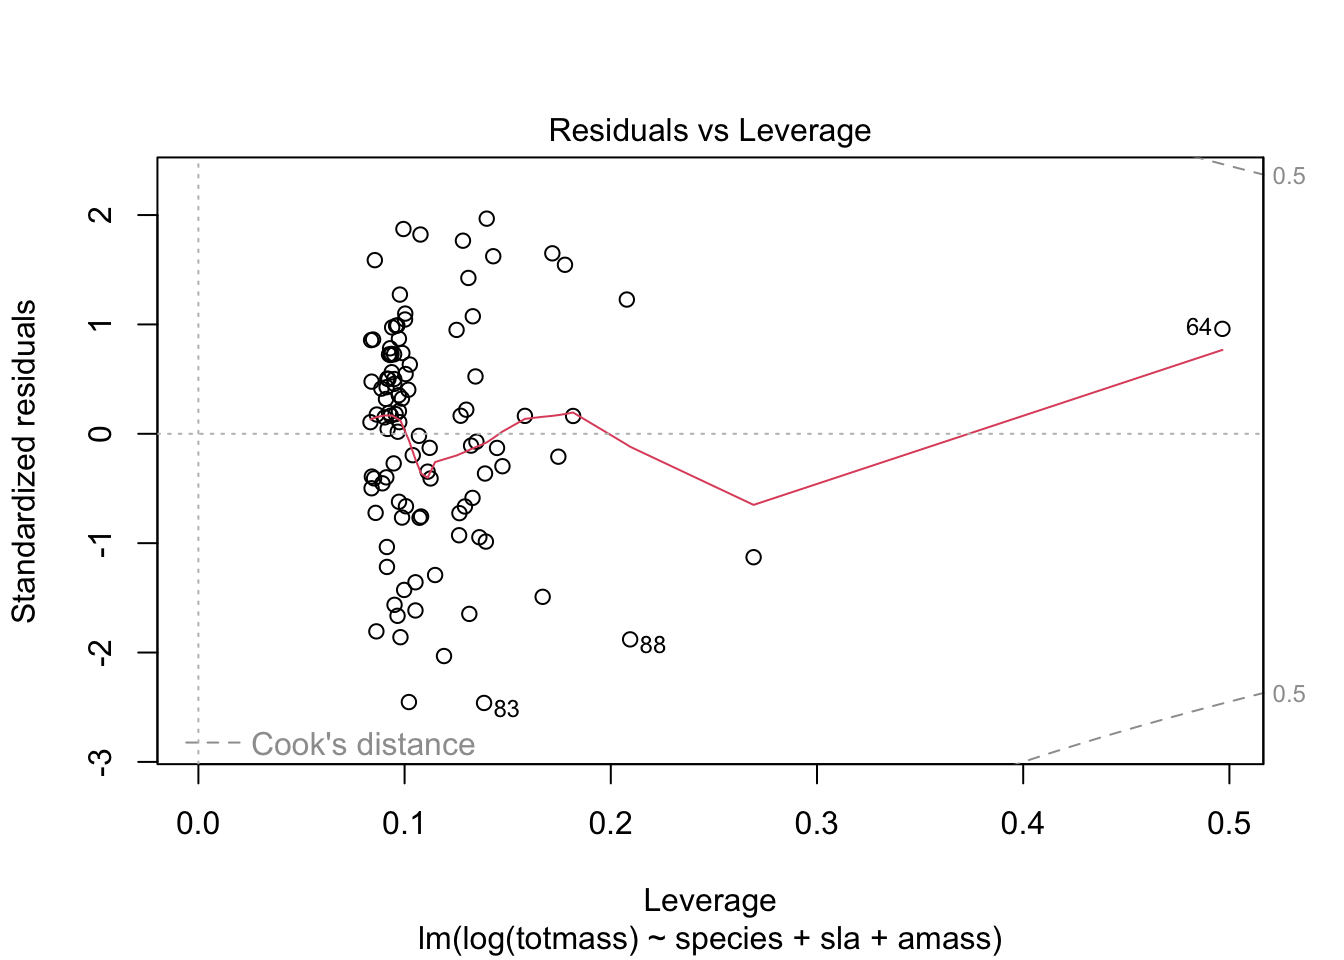 Residuals vs Leverage
Standardized residuals
2
1
0
-1
-2
-3
0.5
64
88
83
0.5
Cook's distance
0.0 0.1 0.2 0.3 0.4 0.5
Leverage
lm(log(totmass) ~ species + sla + amass)